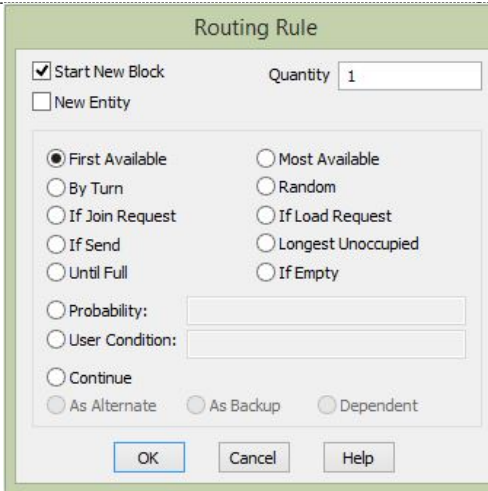 Routing Rule
Start New Block Quantity 1
New Entity
First Available Most Available
By Turn Random
If Join Request If Load Request
If Send Longest Unoccupied
Until Full If Empty
Probability:
User Condition:
Continue
As Alternate As Backup Dependent
OK Cancel Help